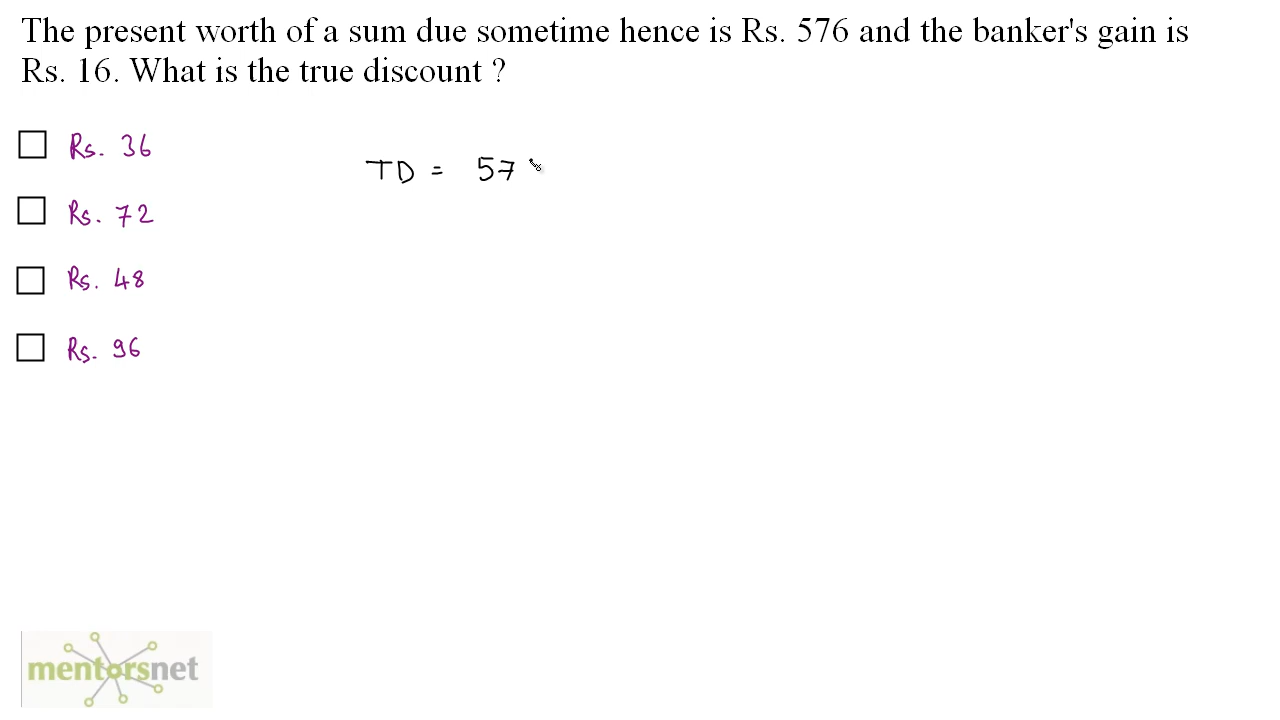 The present worth of a sum due sometime hence is Rs. 576 and the banker's gain is
Rs. 16. What is the true discount ?
Rs. 36
TD = 57
Rs. 72
Rs. 48
Rs. 96
mentorsnet